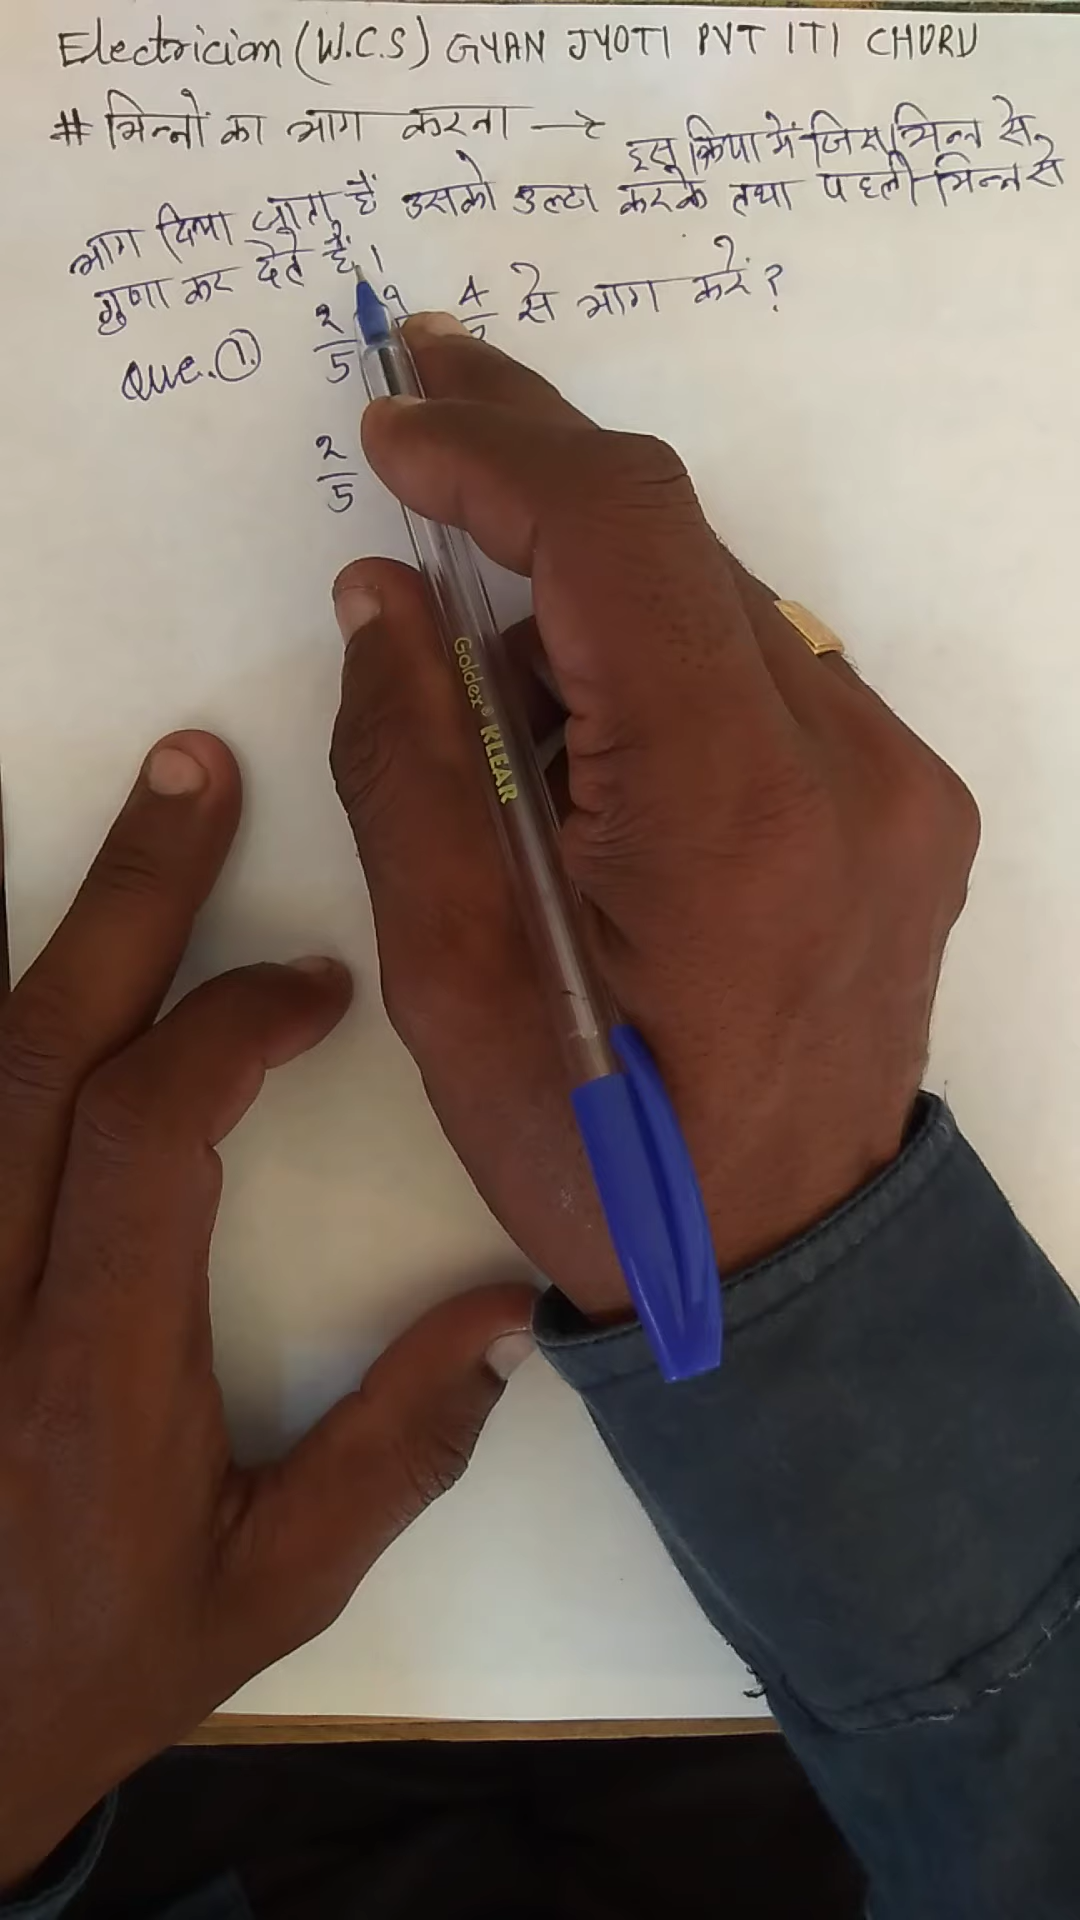 Electrician (W.C.S) GYAN JYOTI PVT ITI CHURU
# भिन्नों का भाग करना → इस क्रिया में जिस भिन्न से
भाग दिया जाता हैं उसको उल्टा करके तथा पहली भिन्न से
गुणा कर देते हैं।
Que. ① 2/5 4 से भाग करें?
2/5
Goldex® KLEAR